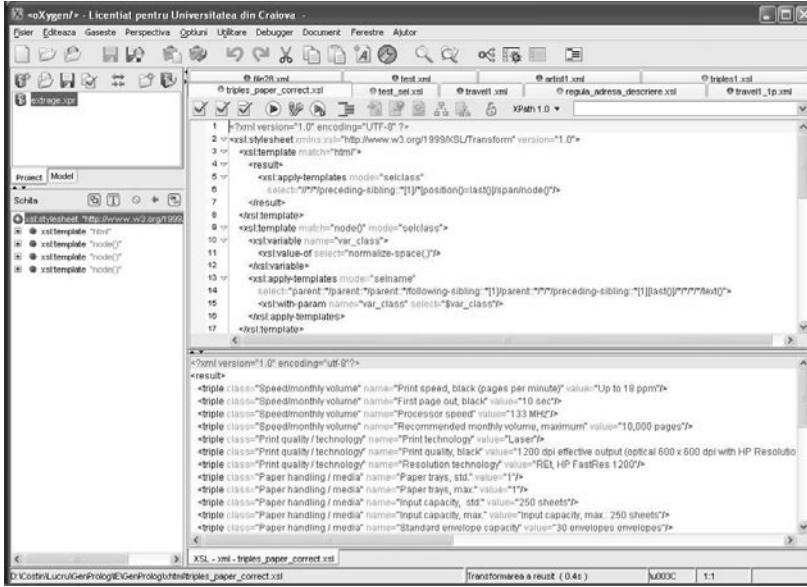 <oXygen/> - Licentiat pentru Universitatea din Craiova -
Fisier Editeaza Gaseste Perspectiva Optiuni Utilitare Debugger Document Ferestre Ajutor
file28.xml test.xml artist1.xml triples1.xsl
triples_paper_correct.xsl test_sel.xsl travel1.xml regula_adresa_descriere.xsl travel1_1p.xml
XPath 1.0
extrage.xpr
Project Model
Schita
xsl:stylesheet "http://www.w3.org/1999
xsl:template "html"
xsl:template "node()"
xsl:template "node()"
xsl:template "node()"
1 <?xml version="1.0" encoding="UTF-8" ?>
2 <xsl:stylesheet xmlns:xsl="http://www.w3.org/1999/XSL/Transform" version="1.0">
3 <xsl:template match="html">
4 <result>
5 <xsl:apply-templates mode="selclass"
6 select="//*/*/preceding-sibling::*[1]/*[position()=last()]/span/node()"/>
7 </result>
8 </xsl:template>
9 <xsl:template match="node()" mode="selclass">
10 <xsl:variable name="var_class">
11 <xsl:value-of select="normalize-space(.)"/>
12 </xsl:variable>
13 <xsl:apply-templates mode="selname"
14 select="parent::*/parent::*/parent::*/following-sibling::*[1]/parent::*/*/*/preceding-sibling::*[1][last()]/*/*/*/*/text()">
15 <xsl:with-param name="var_class" select="$var_class"/>
16 </xsl:apply-templates>
17 </xsl:template>
<?xml version="1.0" encoding="utf-8"?>
<result>
<triple class="Speed/monthly volume" name="Print speed, black (pages per minute)" value="Up to 18 ppm"/>
<triple class="Speed/monthly volume" name="First page out, black" value="10 sec"/>
<triple class="Speed/monthly volume" name="Processor speed" value="133 MHz"/>
<triple class="Speed/monthly volume" name="Recommended monthly volume, maximum" value="10,000 pages"/>
<triple class="Print quality / technology" name="Print technology" value="Laser"/>
<triple class="Print quality / technology" name="Print quality, black" value="1200 dpi effective output (optical 600 x 600 dpi with HP Resolutio
<triple class="Print quality / technology" name="Resolution technology" value="REt, HP FastRes 1200"/>
<triple class="Paper handling / media" name="Paper trays, std." value="1"/>
<triple class="Paper handling / media" name="Paper trays, max." value="1"/>
<triple class="Paper handling / media" name="Input capacity, std." value="250 sheets"/>
<triple class="Paper handling / media" name="Input capacity, max." value="Input capacity, max.: 250 sheets"/>
<triple class="Paper handling / media" name="Standard envelope capacity" value="30 envelopes envelopes"/>
XSL - xml - triples_paper_correct.xsl
D:\Costin\Lucru\GenProlog\IE\GenProlog\xhtml\triples_paper_correct.xsl Transformarea a reusit ( 0.4s ) \u003C 1:1